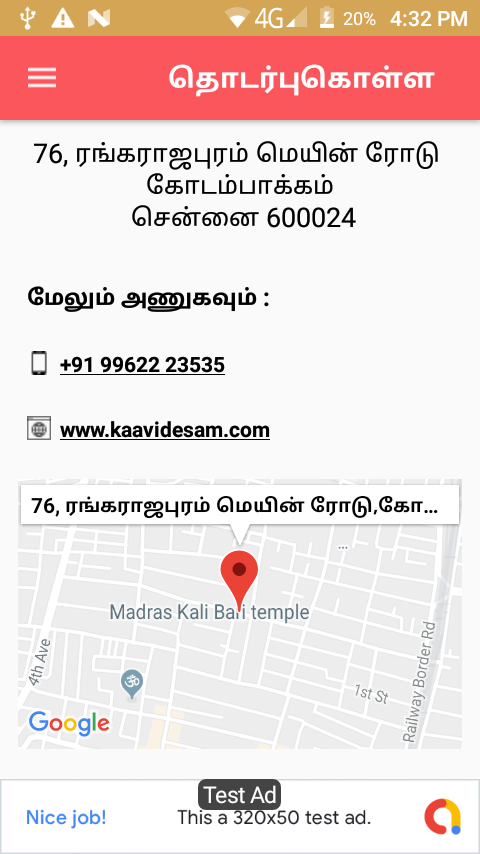 4G 20% 4:32 PM
தொடர்புகொள்ள
76, ரங்கராஜபுரம் மெயின் ரோடு
கோடம்பாக்கம்
சென்னை 600024
மேலும் அணுகவும் :
+91 99622 23535
www.kaavidesam.com
76, ரங்கராஜபுரம் மெயின் ரோடு,கோ...
Madras Kali Bari temple
4th Ave
Railway Border Rd
ॐ
1st St
Google
Test Ad
Nice job!
This a 320x50 test ad.